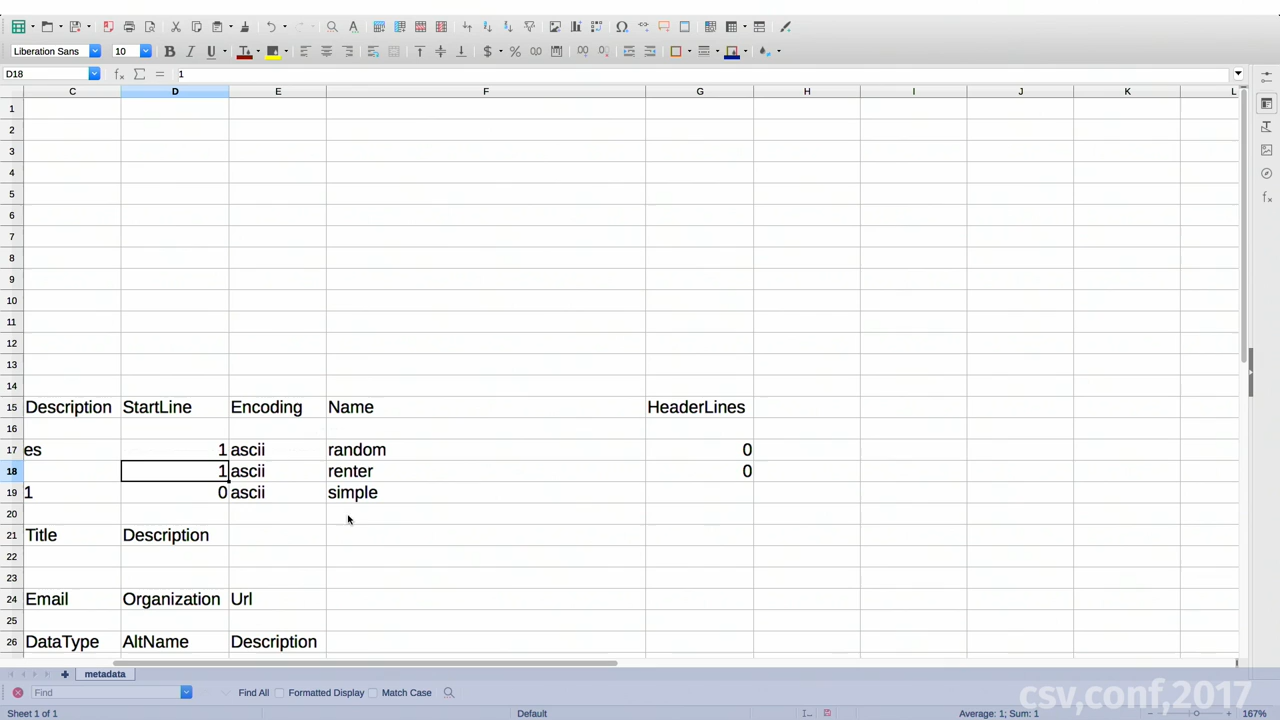 Liberation Sans 10
D18 1
C D E F G H I J K L
1
2
3
4
5
6
7
8
9
10
11
12
13
14
15 Description StartLine Encoding Name HeaderLines
16
17 es 1 ascii random 0
18 1 ascii renter 0
19 1 0 ascii simple
20
21 Title Description
22
23
24 Email Organization Url
25
26 DataType AltName Description
metadata
Find Find All Formatted Display Match Case
csv,conf,2017
Sheet 1 of 1 Default Average: 1; Sum: 1 167%